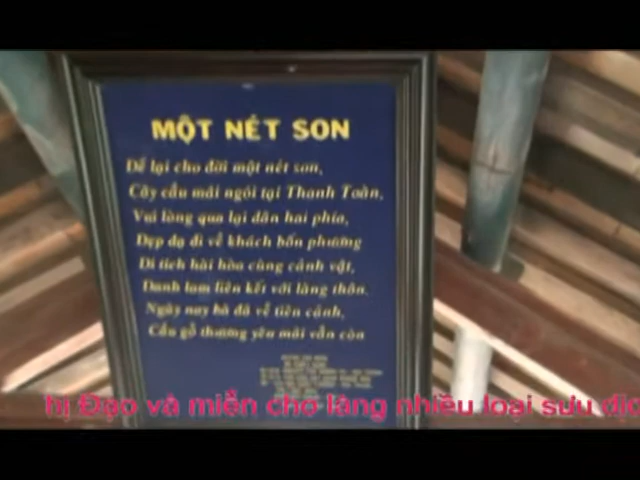 MỘT NÉT SON
Để lại cho đời một nét son,
Cây cầu mái ngói tại Thanh Toàn,
Vui lòng qua lại dân hai phía,
Đẹp dạ đi về khách bốn phương
Di tích hài hòa cùng cảnh vật,
Danh lam liên kết với làng thôn.
Ngày nay bà đã về tiên cảnh,
Cầu gỗ thương yêu mãi vẫn còn
hị Đạo và miễn cho làng nhiều loại sưu dịc